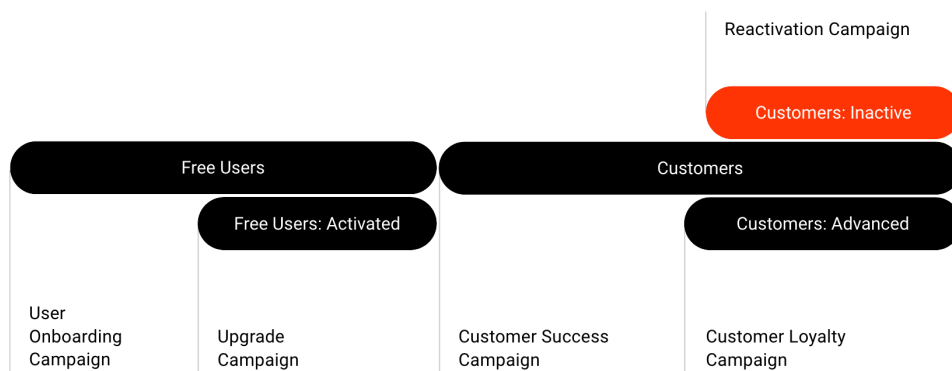 Reactivation Campaign
Customers: Inactive
Free Users
Customers
Free Users: Activated
Customers: Advanced
User
Onboarding
Campaign
Upgrade
Campaign
Customer Success
Campaign
Customer Loyalty
Campaign